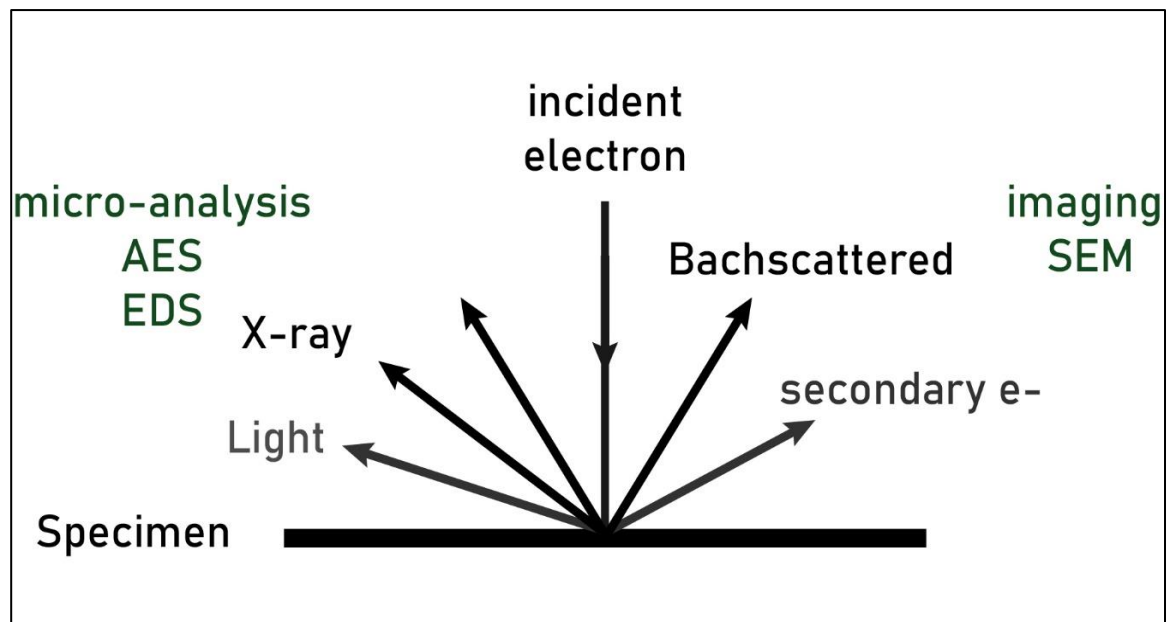 incident
electron
micro-analysis
AES
EDS
imaging
SEM
Bachscattered
X-ray
secondary e-
Light
Specimen